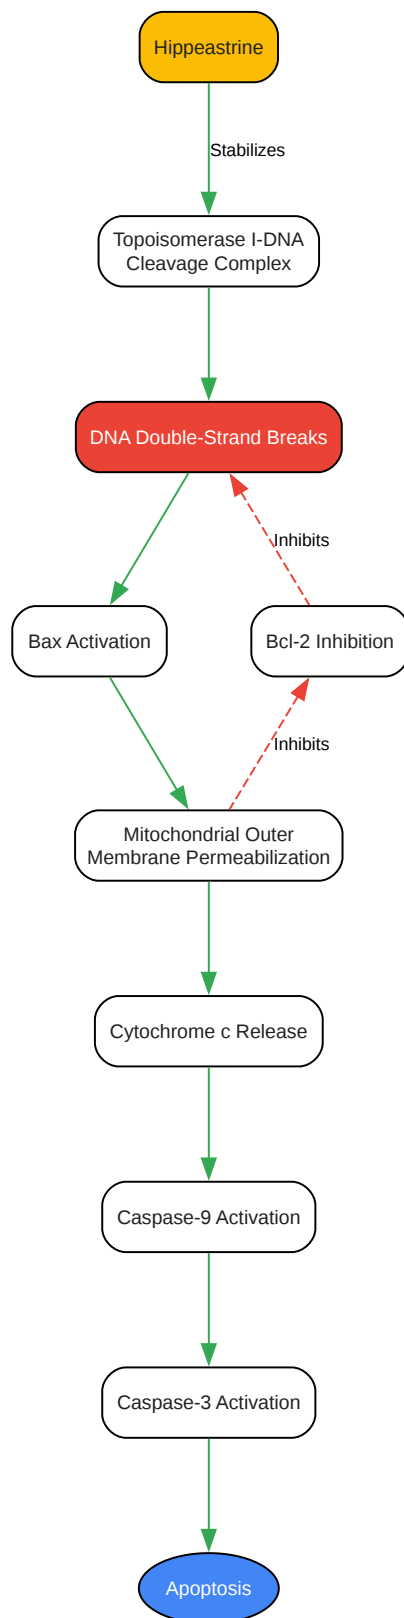 Hippeastrine
Stabilizes
Topoisomerase I-DNA
Cleavage Complex
DNA Double-Strand Breaks
Inhibits
Bax Activation
Bcl-2 Inhibition
Inhibits
Mitochondrial Outer
Membrane Permeabilization
Cytochrome c Release
Caspase-9 Activation
Caspase-3 Activation
Apoptosis